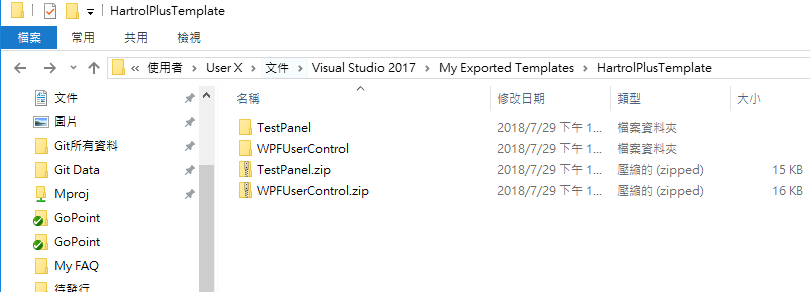 HartrolPlusTemplate
檔案 常用 共用 檢視
« 使用者 > User X > 文件 > Visual Studio 2017 > My Exported Templates > HartrolPlusTemplate
名稱 修改日期 類型 大小
文件
圖片
Git所有資料
Git Data
Mproj
GoPoint
GoPoint
My FAQ
待發行
TestPanel 2018/7/29 下午 1... 檔案資料夾
WPFUserControl 2018/7/29 下午 1... 檔案資料夾
TestPanel.zip 2018/7/29 下午 1... 壓縮的 (zipped) 15 KB
WPFUserControl.zip 2018/7/29 下午 1... 壓縮的 (zipped) 16 KB